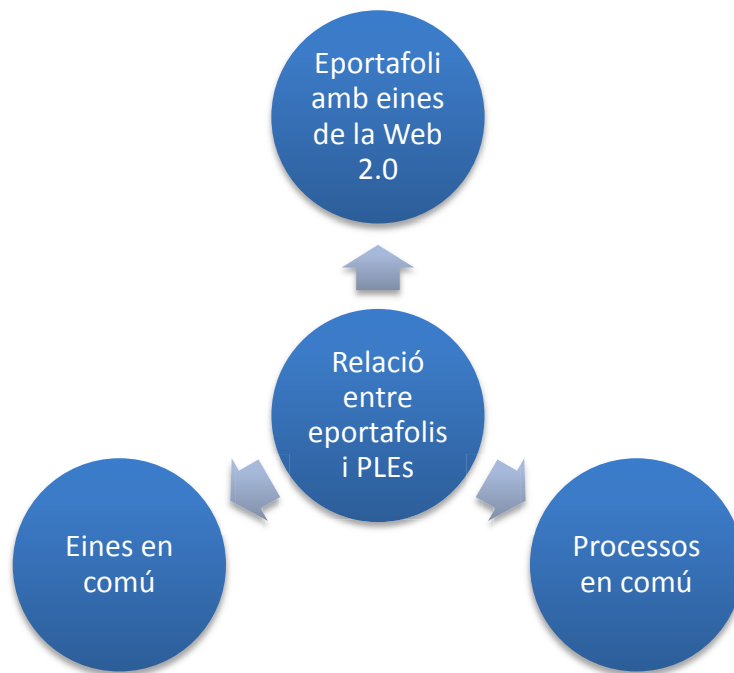 Eportafoli
amb eines
de la Web
2.0
Relació
entre
eportafolis
i PLEs
Eines en
comú
Processos
en comú